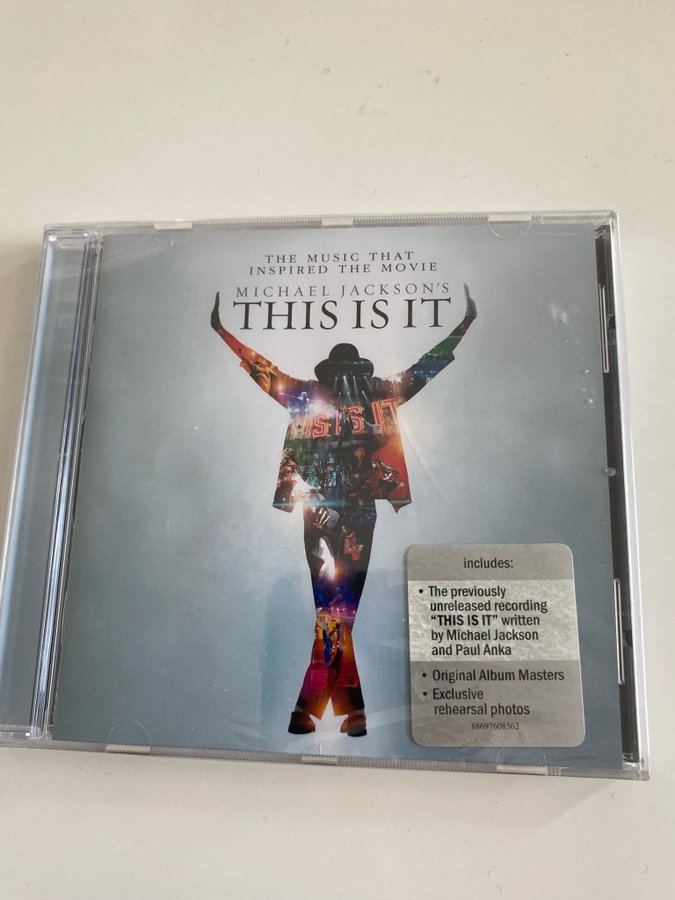 THE MUSIC THAT
INSPIRED THE MOVIE
MICHAEL JACKSON'S
THIS IS IT
THIS IS IT
includes:
• The previously
unreleased recording
"THIS IS IT" written
by Michael Jackson
and Paul Anka
• Original Album Masters
• Exclusive
rehearsal photos
88697608562